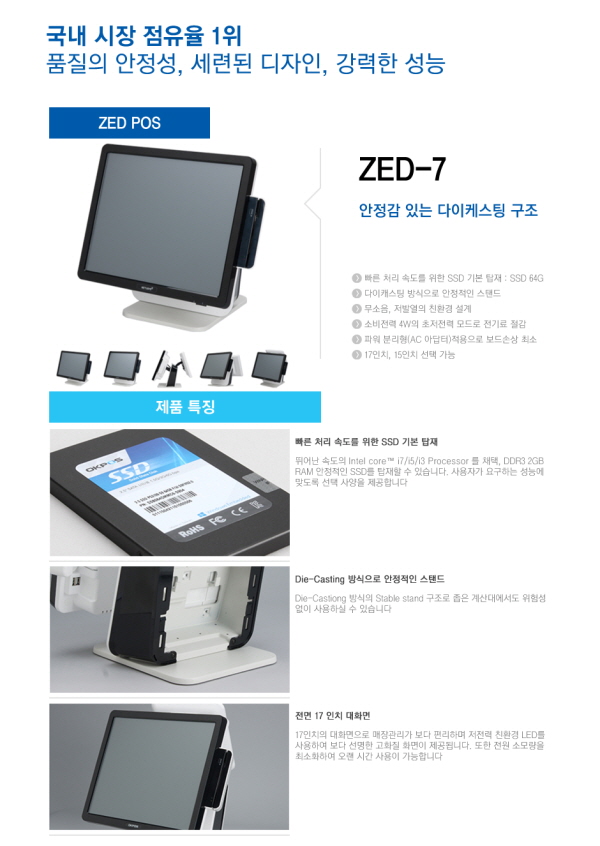 국내 시장 점유율 1위
품질의 안정성, 세련된 디자인, 강력한 성능
ZED POS
ZED-7
안정감 있는 다이케스팅 구조
빠른 처리 속도를 위한 SSD 기본 탑재 : SSD 64G
다이캐스팅 방식으로 안정적인 스탠드
무소음, 저발열의 친환경 설계
소비전력 4W의 초저전력 모드로 전기료 절감
파워 분리형(AC 아답터)적용으로 보드손상 최소
17인치, 15인치 선택 가능
제품 특징
OKPOS
SSD
RoHS FC CE
빠른 처리 속도를 위한 SSD 기본 탑재
뛰어난 속도의 Intel core™ i7/i5/i3 Processor 를 채택, DDR3 2GB
RAM 안정적인 SSD를 탑재할 수 있습니다. 사용자가 요구하는 성능에
맞도록 선택 사양을 제공합니다
Die-Casting 방식으로 안정적인 스탠드
Die-Castiong 방식의 Stable stand 구조로 좁은 계산대에서도 위험성
없이 사용하실 수 있습니다
전면 17 인치 대화면
17인치의 대화면으로 매장관리가 보다 편리하며 저전력 친환경 LED를
사용하여 보다 선명한 고화질 화면이 제공됩니다. 또한 전원 소모량을
최소화하여 오랜 시간 사용이 가능합니다